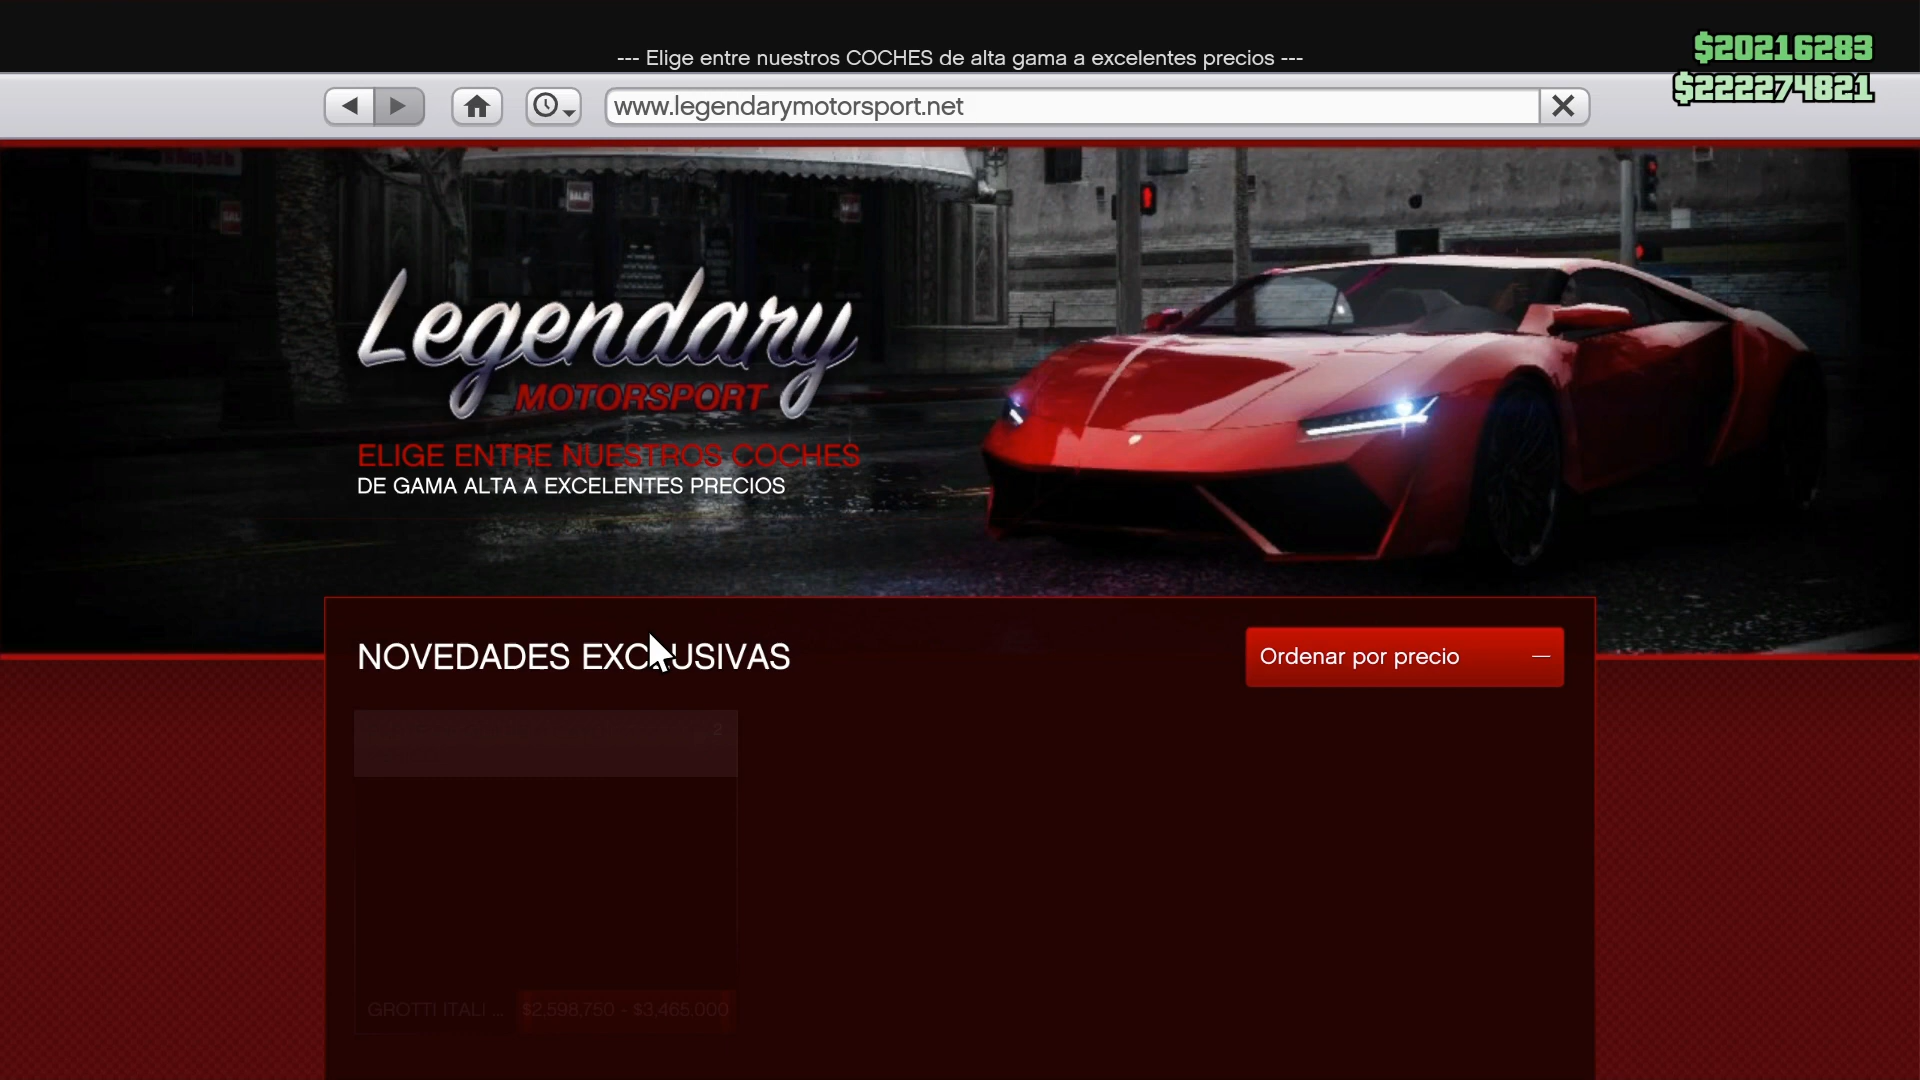 --- Elige entre nuestros COCHES de alta gama a excelentes precios ---
$20216283
$222274821
www.legendarymotorsport.net
Legendary
MOTORSPORT
ELIGE ENTRE NUESTROS COCHES
DE GAMA ALTA A EXCELENTES PRECIOS
NOVEDADES EXCLUSIVAS
Ordenar por precio
2
GROTTI ITALI ... $2,598,750 - $3,465,000